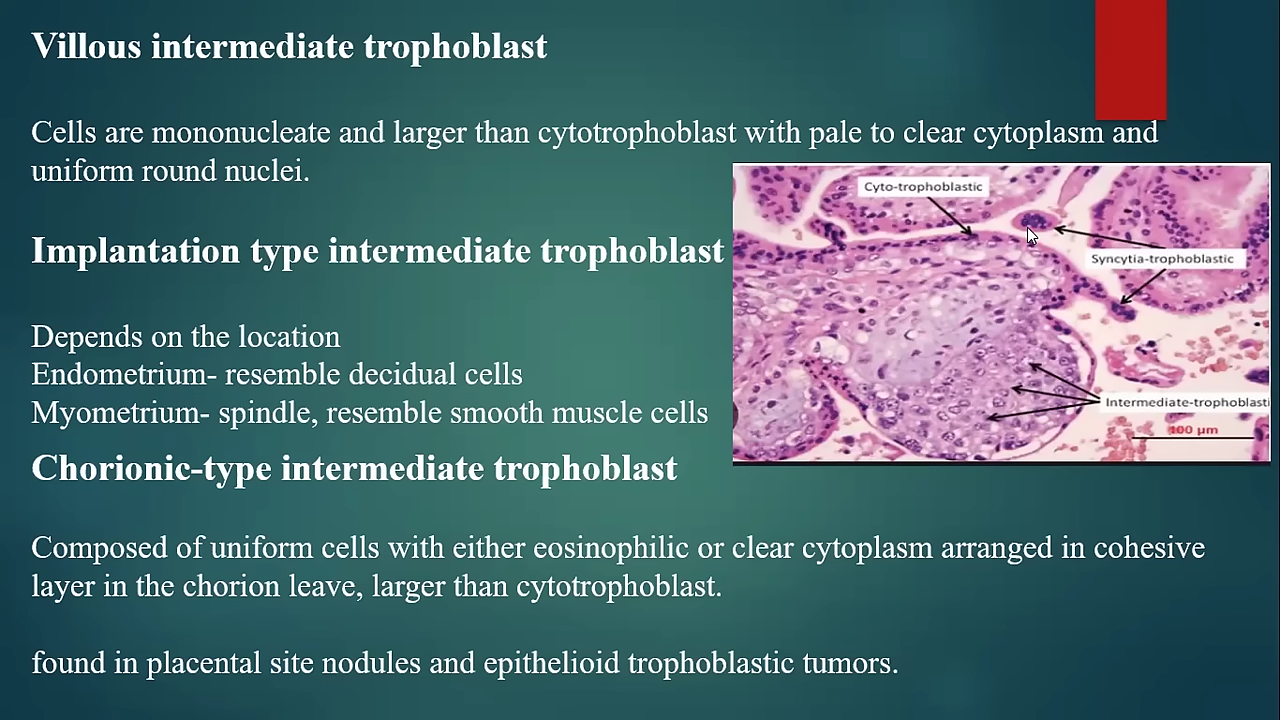 Villous intermediate trophoblast
Cells are mononucleate and larger than cytotrophoblast with pale to clear cytoplasm and
uniform round nuclei.
Cyto-trophoblastic
Implantation type intermediate trophoblast
Syncytia-trophoblastic
Depends on the location
Endometrium- resemble decidual cells
Myometrium- spindle, resemble smooth muscle cells
Intermediate-trophoblasti
100 µm
Chorionic-type intermediate trophoblast
Composed of uniform cells with either eosinophilic or clear cytoplasm arranged in cohesive
layer in the chorion leave, larger than cytotrophoblast.
found in placental site nodules and epithelioid trophoblastic tumors.